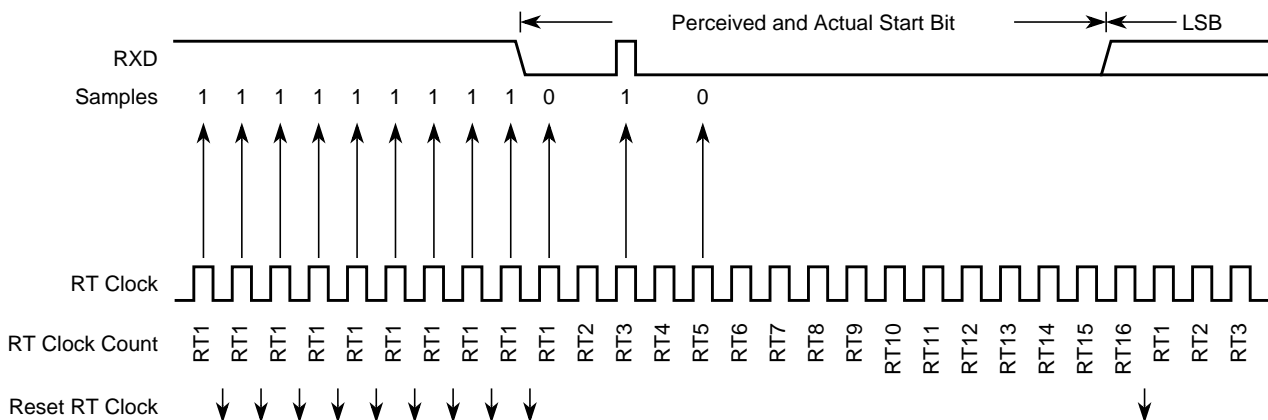 Perceived and Actual Start Bit LSB
RXD
Samples 1 1 1 1 1 1 1 1 1 0 1 0
RT Clock
RT Clock Count RT1 RT1 RT1 RT1 RT1 RT1 RT1 RT1 RT1 RT1 RT2 RT3 RT4 RT5 RT6 RT7 RT8 RT9 RT10 RT11 RT12 RT13 RT14 RT15 RT16 RT1 RT2 RT3
Reset RT Clock